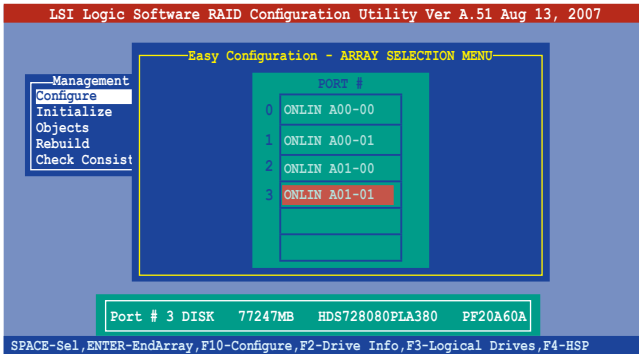 LSI Logic Software RAID Configuration Utility Ver A.51 Aug 13, 2007
Easy Configuration - ARRAY SELECTION MENU
Management
Configure
Initialize
Objects
Rebuild
Check Consist
PORT #
0 ONLIN A00-00
1 ONLIN A00-01
2 ONLIN A01-00
3 ONLIN A01-01
Port # 3 DISK 77247MB HDS728080PLA380 PF20A60A
SPACE-Sel,ENTER-EndArray,F10-Configure,F2-Drive Info,F3-Logical Drives,F4-HSP